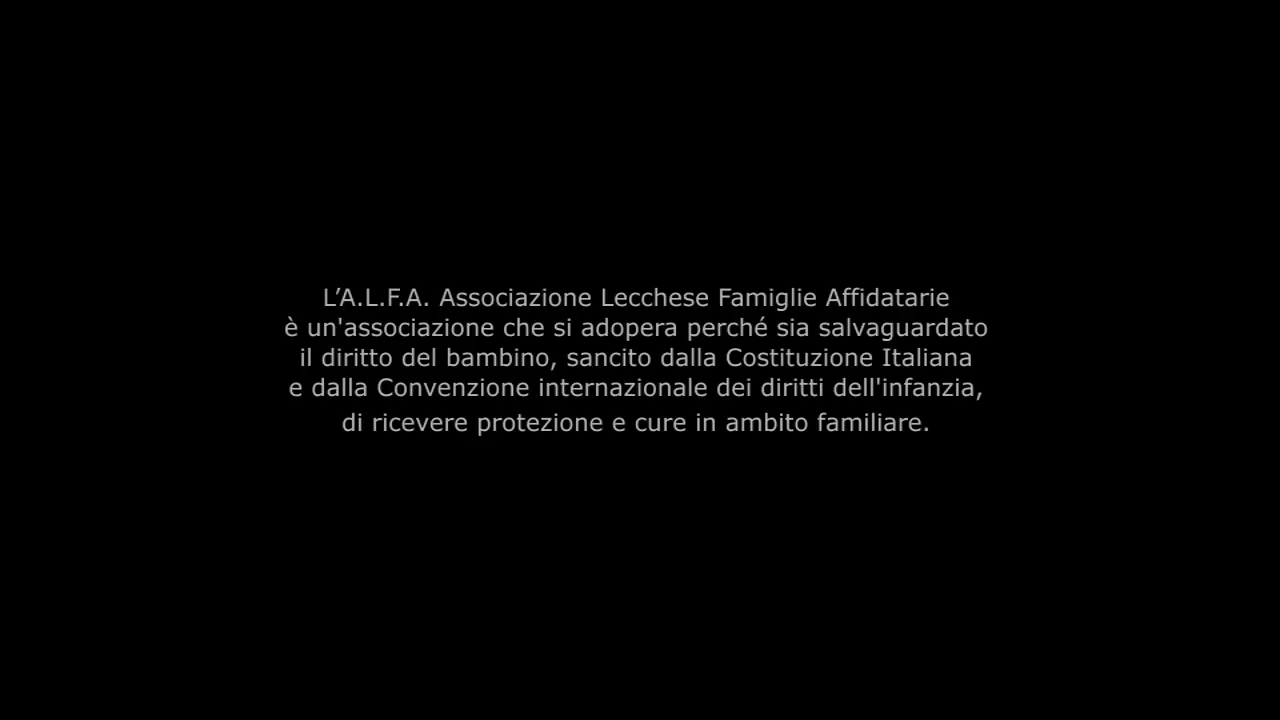 L’A.L.F.A. Associazione Lecchese Famiglie Affidatarie
è un'associazione che si adopera perché sia salvaguardato
il diritto del bambino, sancito dalla Costituzione Italiana
e dalla Convenzione internazionale dei diritti dell'infanzia,
di ricevere protezione e cure in ambito familiare.